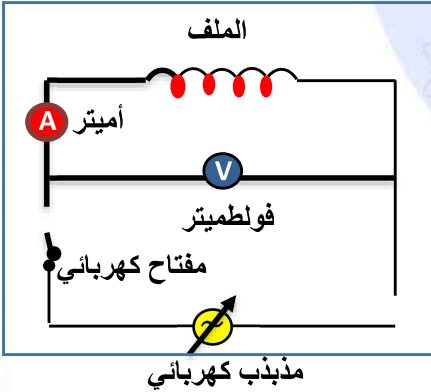 الملف
A أميتر
V
فولطميتر
مفتاح كهربائي
~
مذبذب كهربائي